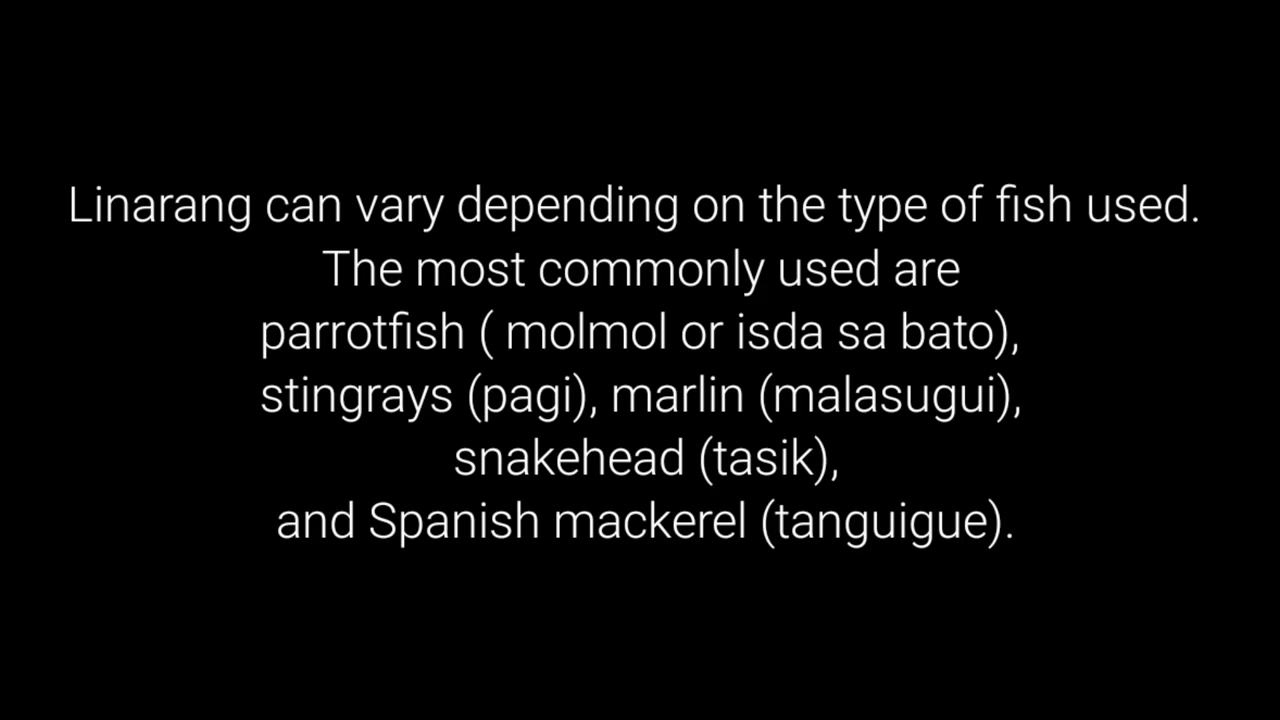 Linarang can vary depending on the type of fish used.
The most commonly used are
parrotfish ( molmol or isda sa bato),
stingrays (pagi), marlin (malasugui),
snakehead (tasik),
and Spanish mackerel (tanguigue).